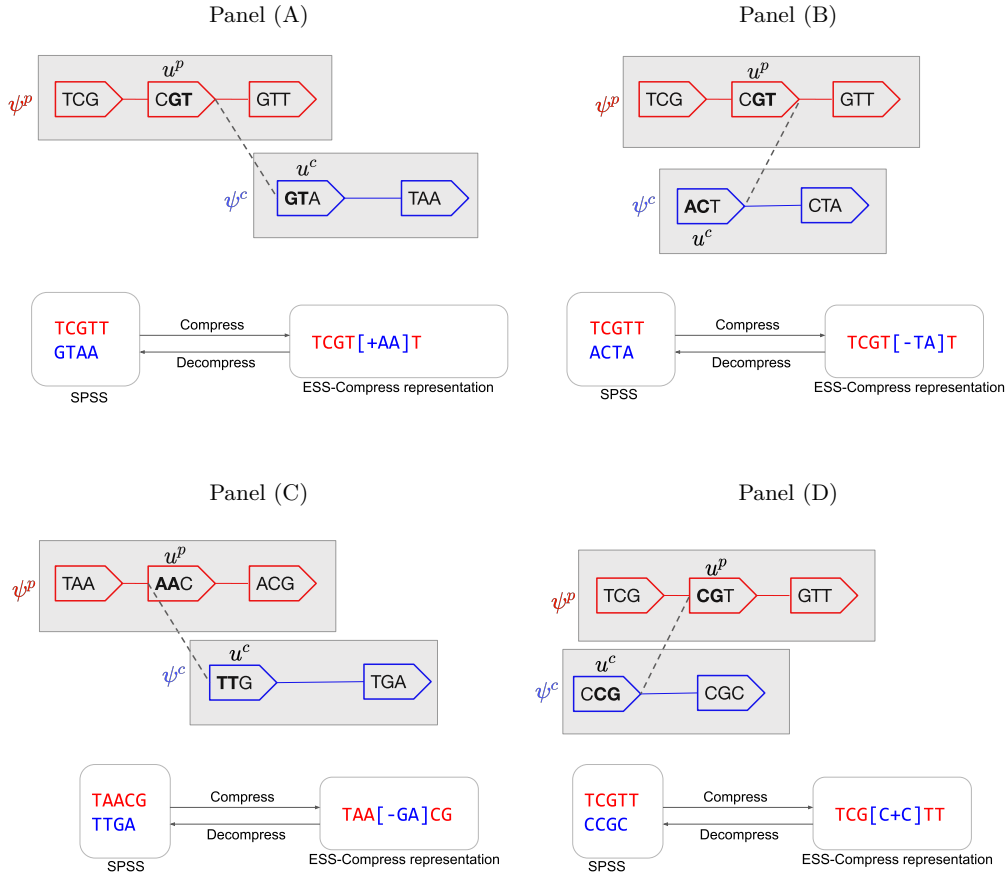 Panel (A)
u^p
ψ^p
TCG
CGT
GTT
u^c
ψ^c
GTA
TAA
TCGTT
GTAA
SPSS
Compress
Decompress
TCGT[+AA]T
ESS-Compress representation
Panel (B)
u^p
ψ^p
TCG
CGT
GTT
ψ^c
ACT
CTA
u^c
TCGTT
ACTA
SPSS
Compress
Decompress
TCGT[-TA]T
ESS-Compress representation
Panel (C)
u^p
ψ^p
TAA
AAC
ACG
u^c
ψ^c
TTG
TGA
TAACG
TTGA
SPSS
Compress
Decompress
TAA[-GA]CG
ESS-Compress representation
Panel (D)
u^p
ψ^p
TCG
CGT
GTT
u^c
ψ^c
CCG
CGC
TCGTT
CCGC
SPSS
Compress
Decompress
TCG[C+C]TT
ESS-Compress representation